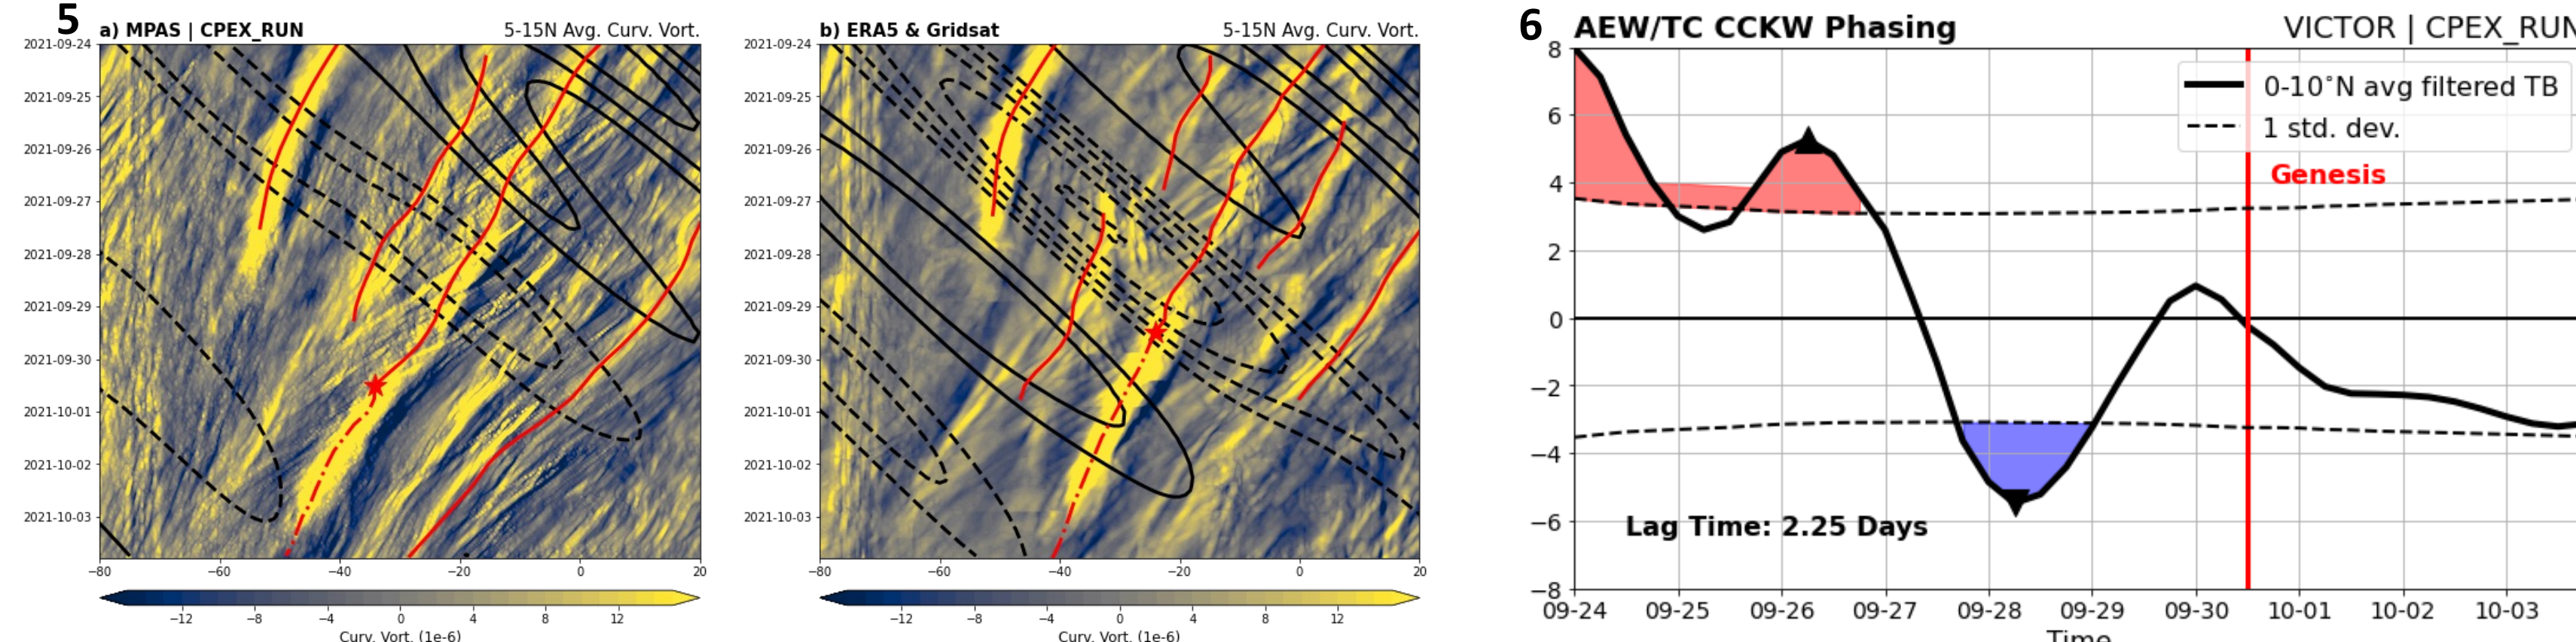 5
a) MPAS | CPEX_RUN 5-15N Avg. Curv. Vort.
2021-09-24
2021-09-25
2021-09-26
2021-09-27
2021-09-28
2021-09-29
2021-09-30
2021-10-01
2021-10-02
2021-10-03
−80 −60 −40 −20 0 20
−12 −8 −4 0 4 8 12
Curv. Vort. (1e-6)
b) ERA5 & Gridsat 5-15N Avg. Curv. Vort.
2021-09-24
2021-09-25
2021-09-26
2021-09-27
2021-09-28
2021-09-29
2021-09-30
2021-10-01
2021-10-02
2021-10-03
−80 −60 −40 −20 0 20
−12 −8 −4 0 4 8 12
Curv. Vort. (1e-6)
6
AEW/TC CCKW Phasing VICTOR | CPEX_RUN
8
6
4
2
0
−2
−4
−6
−8
0-10°N avg filtered TB
1 std. dev.
Genesis
Lag Time: 2.25 Days
09-24 09-25 09-26 09-27 09-28 09-29 09-30 10-01 10-02 10-03
Time